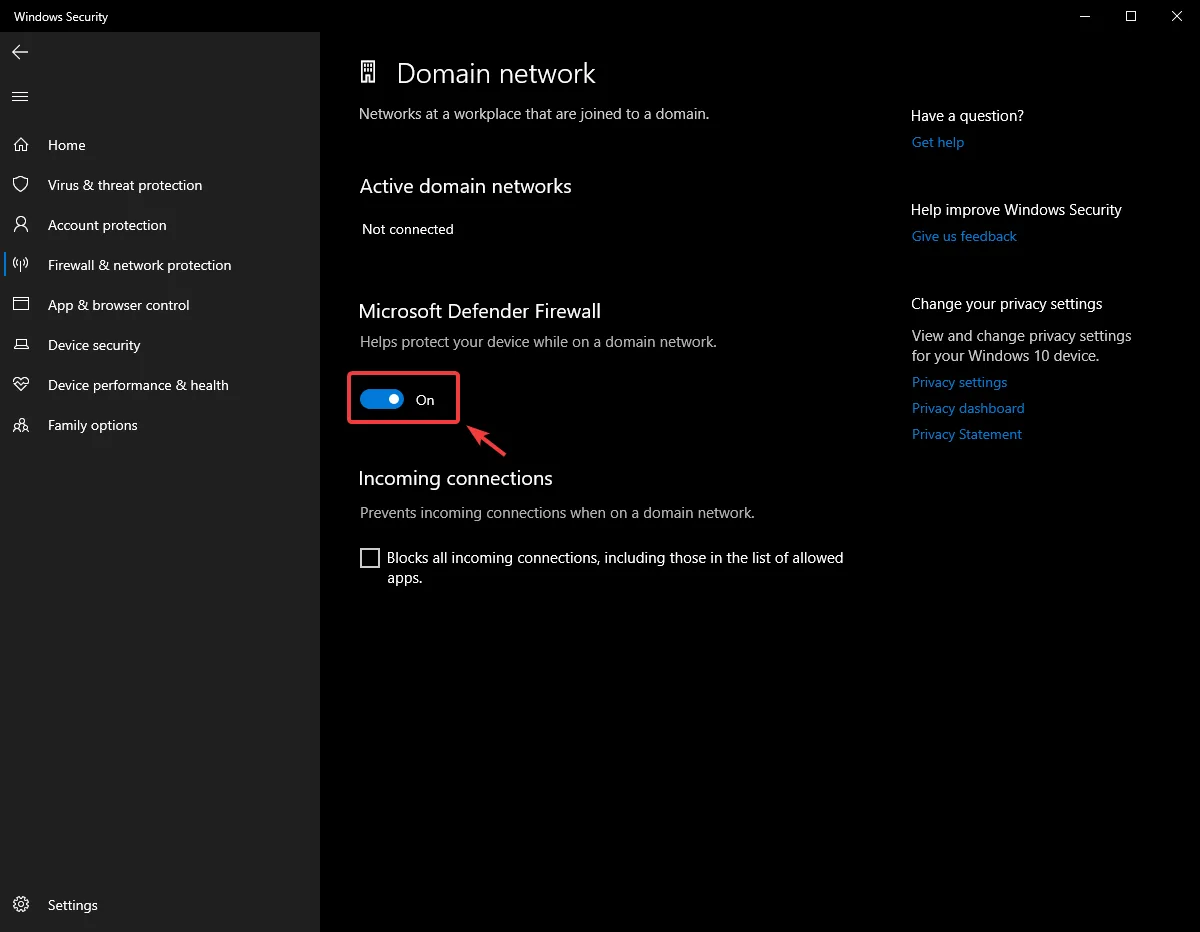 Windows Security
Home
Virus & threat protection
Account protection
Firewall & network protection
App & browser control
Device security
Device performance & health
Family options
Settings
Domain network
Networks at a workplace that are joined to a domain.
Active domain networks
Not connected
Microsoft Defender Firewall
Helps protect your device while on a domain network.
On
Incoming connections
Prevents incoming connections when on a domain network.
Blocks all incoming connections, including those in the list of allowed
apps.
Have a question?
Get help
Help improve Windows Security
Give us feedback
Change your privacy settings
View and change privacy settings
for your Windows 10 device.
Privacy settings
Privacy dashboard
Privacy Statement